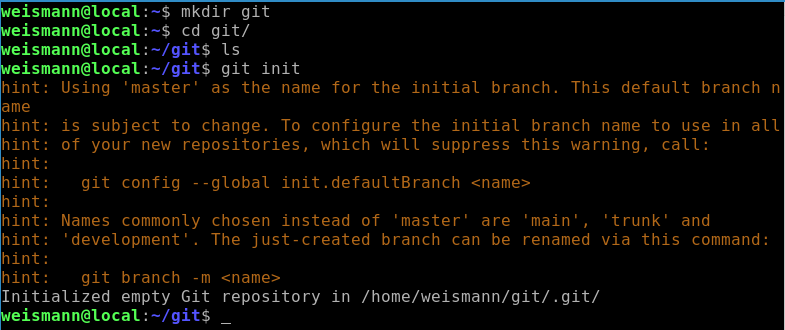 weismann@local:~$ mkdir git
weismann@local:~$ cd git/
weismann@local:~/git$ ls
weismann@local:~/git$ git init
hint: Using 'master' as the name for the initial branch. This default branch n
ame
hint: is subject to change. To configure the initial branch name to use in all
hint: of your new repositories, which will suppress this warning, call:
hint:
hint:   git config --global init.defaultBranch <name>
hint:
hint: Names commonly chosen instead of 'master' are 'main', 'trunk' and
hint: 'development'. The just-created branch can be renamed via this command:
hint:
hint:   git branch -m <name>
Initialized empty Git repository in /home/weismann/git/.git/
weismann@local:~/git$ _